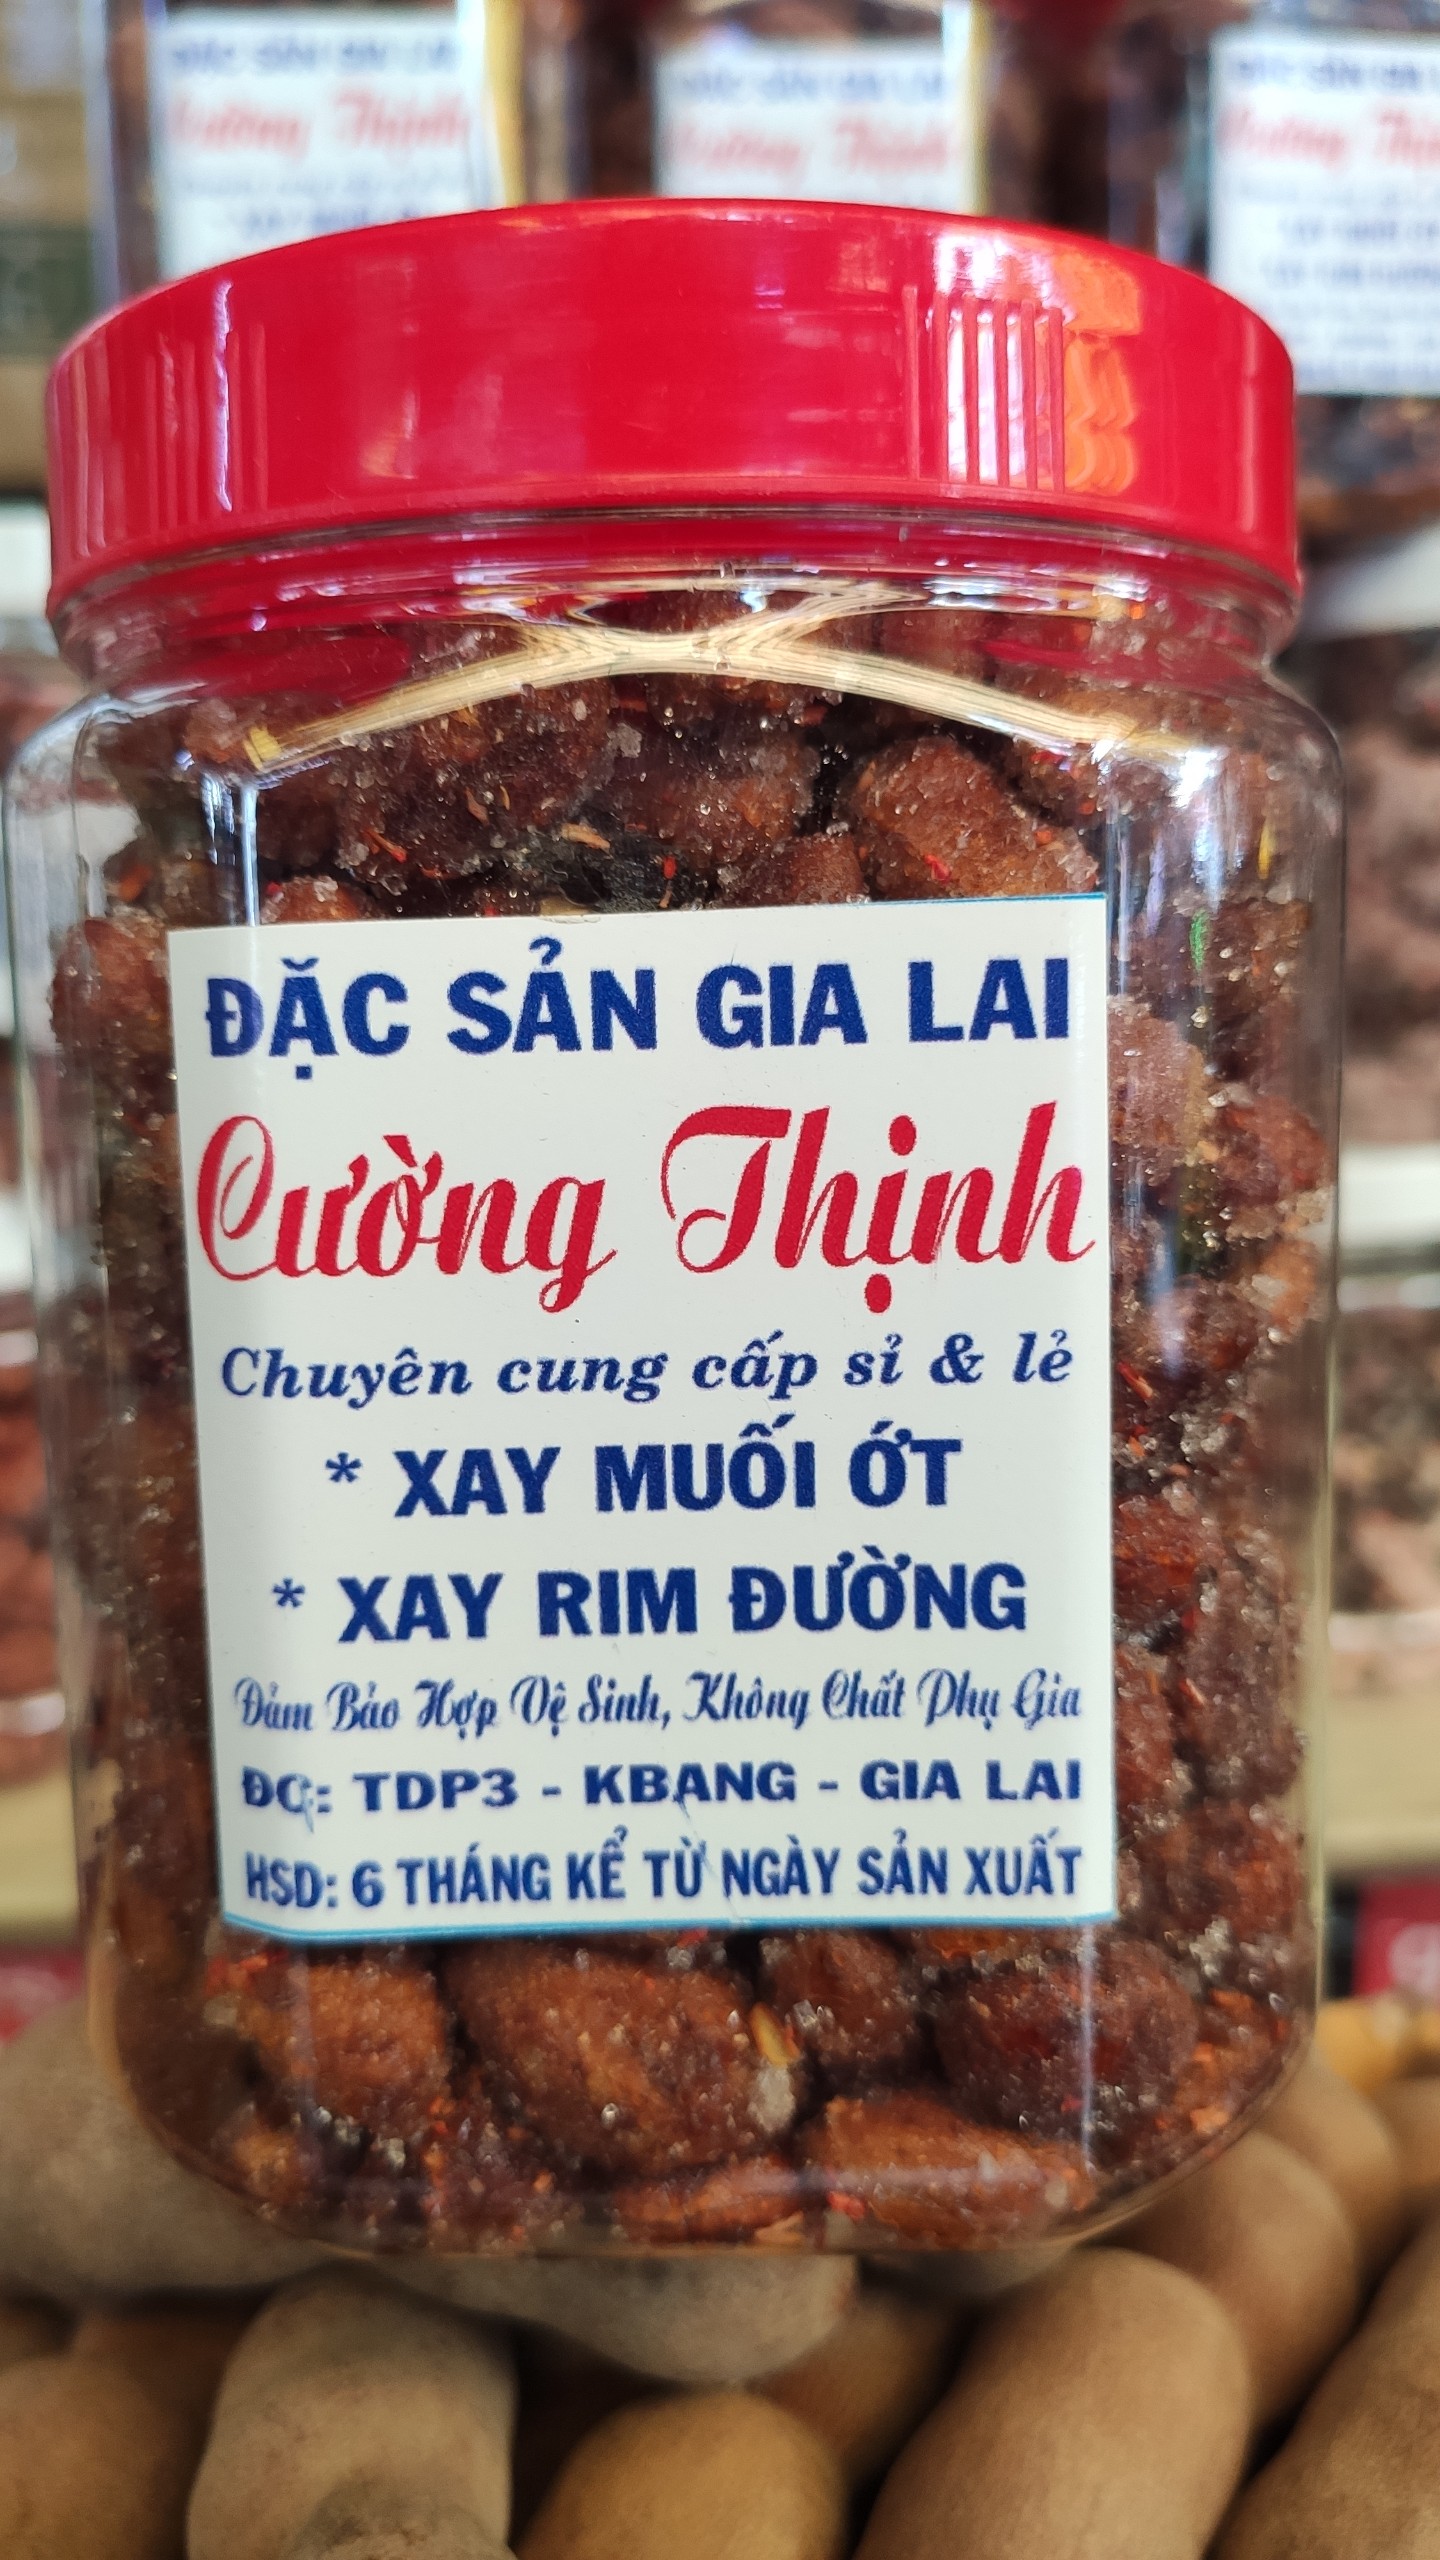 ĐẶC SẢN GIA LAI
Cường Thịnh
Chuyên cung cấp sỉ & lẻ
* XAY MUỐI ỚT
* XAY RIM ĐƯỜNG
Đảm Bảo Hợp Vệ Sinh, Không Chất Phụ Gia
ĐC: TDP3 - KBANG - GIA LAI
HSD: 6 THÁNG KỂ TỪ NGÀY SẢN XUẤT